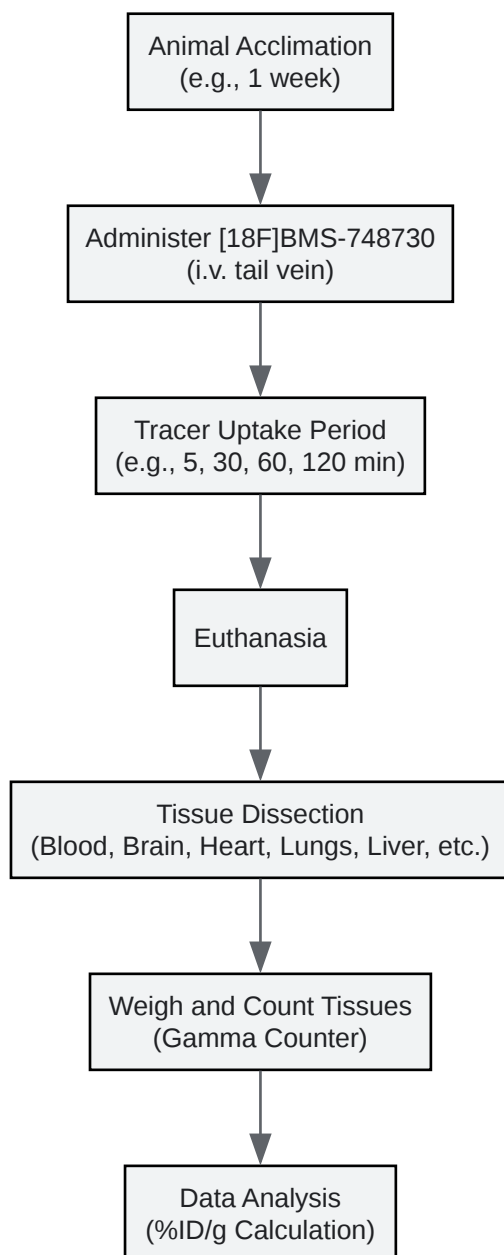 Animal Acclimation
(e.g., 1 week)
Administer [18F]BMS-748730
(i.v. tail vein)
Tracer Uptake Period
(e.g., 5, 30, 60, 120 min)
Euthanasia
Tissue Dissection
(Blood, Brain, Heart, Lungs, Liver, etc.)
Weigh and Count Tissues
(Gamma Counter)
Data Analysis
(%ID/g Calculation)